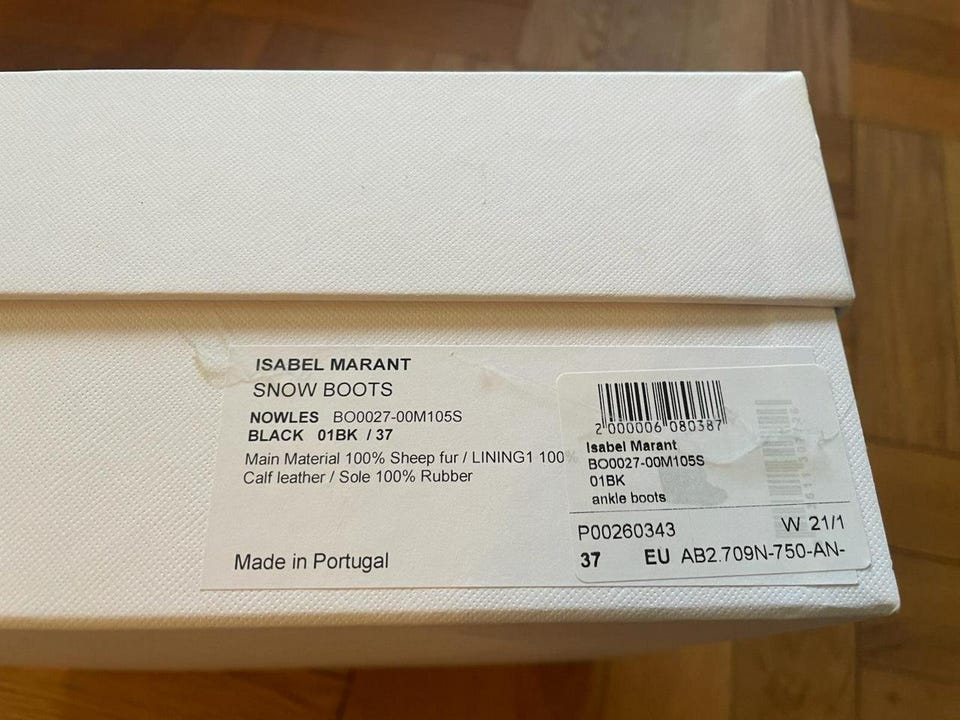 ISABEL MARANT
SNOW BOOTS
NOWLES BO0027-00M105S
BLACK 01BK / 37
Main Material 100% Sheep fur / LINING1 100%
Calf leather / Sole 100% Rubber
Made in Portugal
2 000006 080387
Isabel Marant
BO0027-00M105S
01BK
ankle boots
P00260343 W 21/1
37 EU AB2.709N-750-AN-